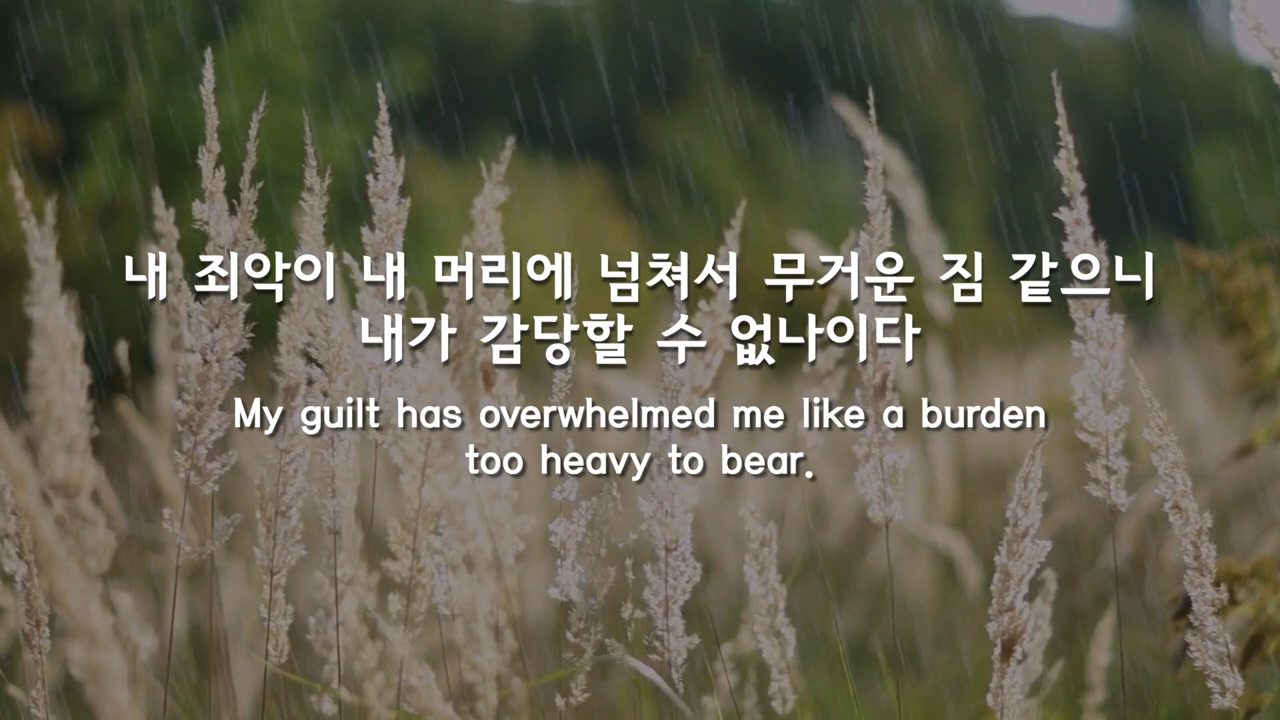 내 죄악이 내 머리에 넘쳐서 무거운 짐 같으니
내가 감당할 수 없나이다
My guilt has overwhelmed me like a burden
too heavy to bear.